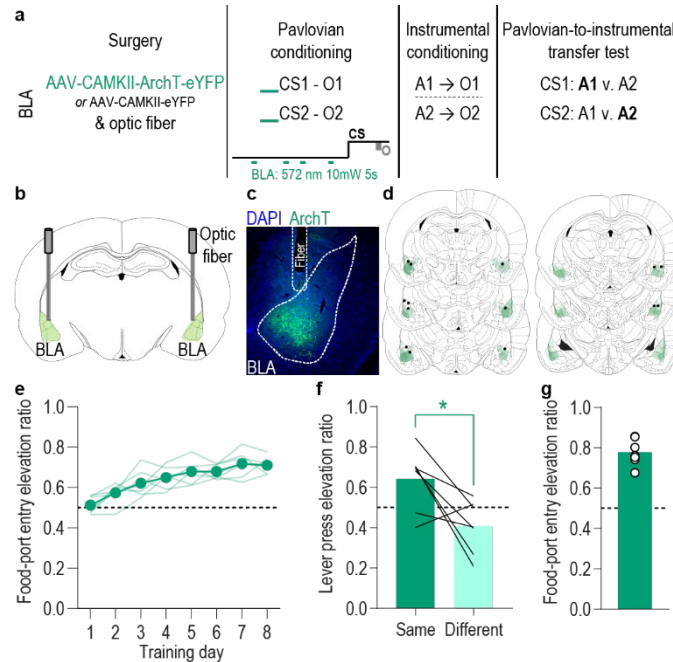 a
Surgery
Pavlovian
conditioning
Instrumental
conditioning
Pavlovian-to-instrumental
transfer test
BLA
AAV-CAMKII-ArchT-eYFP
or AAV-CAMKII-eYFP
& optic fiber
CS1 - O1
CS2 - O2
CS
O
BLA: 572 nm 10mW 5s
A1 → O1
A2 → O2
CS1: A1 v. A2
CS2: A1 v. A2
b
Optic
fiber
BLA
BLA
c
DAPI ArchT
Fiber
BLA
d
e
Food-port entry elevation ratio
1.0
0.8
0.6
0.4
0.2
0.0
1 2 3 4 5 6 7 8
Training day
f
Lever press elevation ratio
1.0
0.8
0.6
0.4
0.2
0.0
*
Same Different
g
Food-port entry elevation ratio
1.0
0.8
0.6
0.4
0.2
0.0